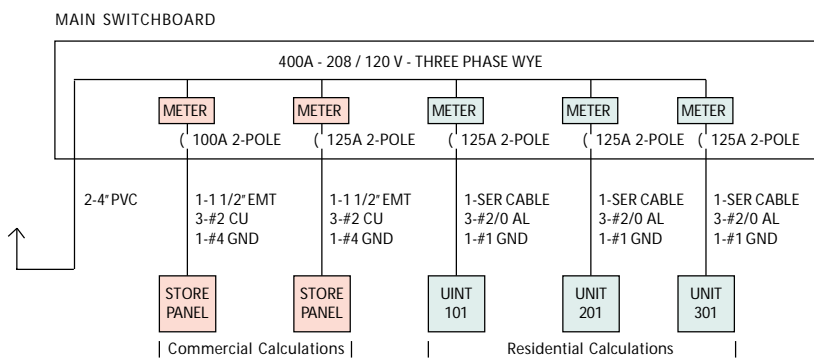 MAIN SWITCHBOARD
400A - 208 / 120 V - THREE PHASE WYE
METER METER METER METER METER
( 100A 2-POLE ( 125A 2-POLE ( 125A 2-POLE ( 125A 2-POLE ( 125A 2-POLE
2-4" PVC
1-1 1/2" EMT
3-#2 CU
1-#4 GND
1-1 1/2" EMT
3-#2 CU
1-#4 GND
1-SER CABLE
3-#2/0 AL
1-#1 GND
1-SER CABLE
3-#2/0 AL
1-#1 GND
1-SER CABLE
3-#2/0 AL
1-#1 GND
STORE
PANEL
STORE
PANEL
UINT
101
UNIT
201
UNIT
301
| Commercial Calculations |
| Residential Calculations |